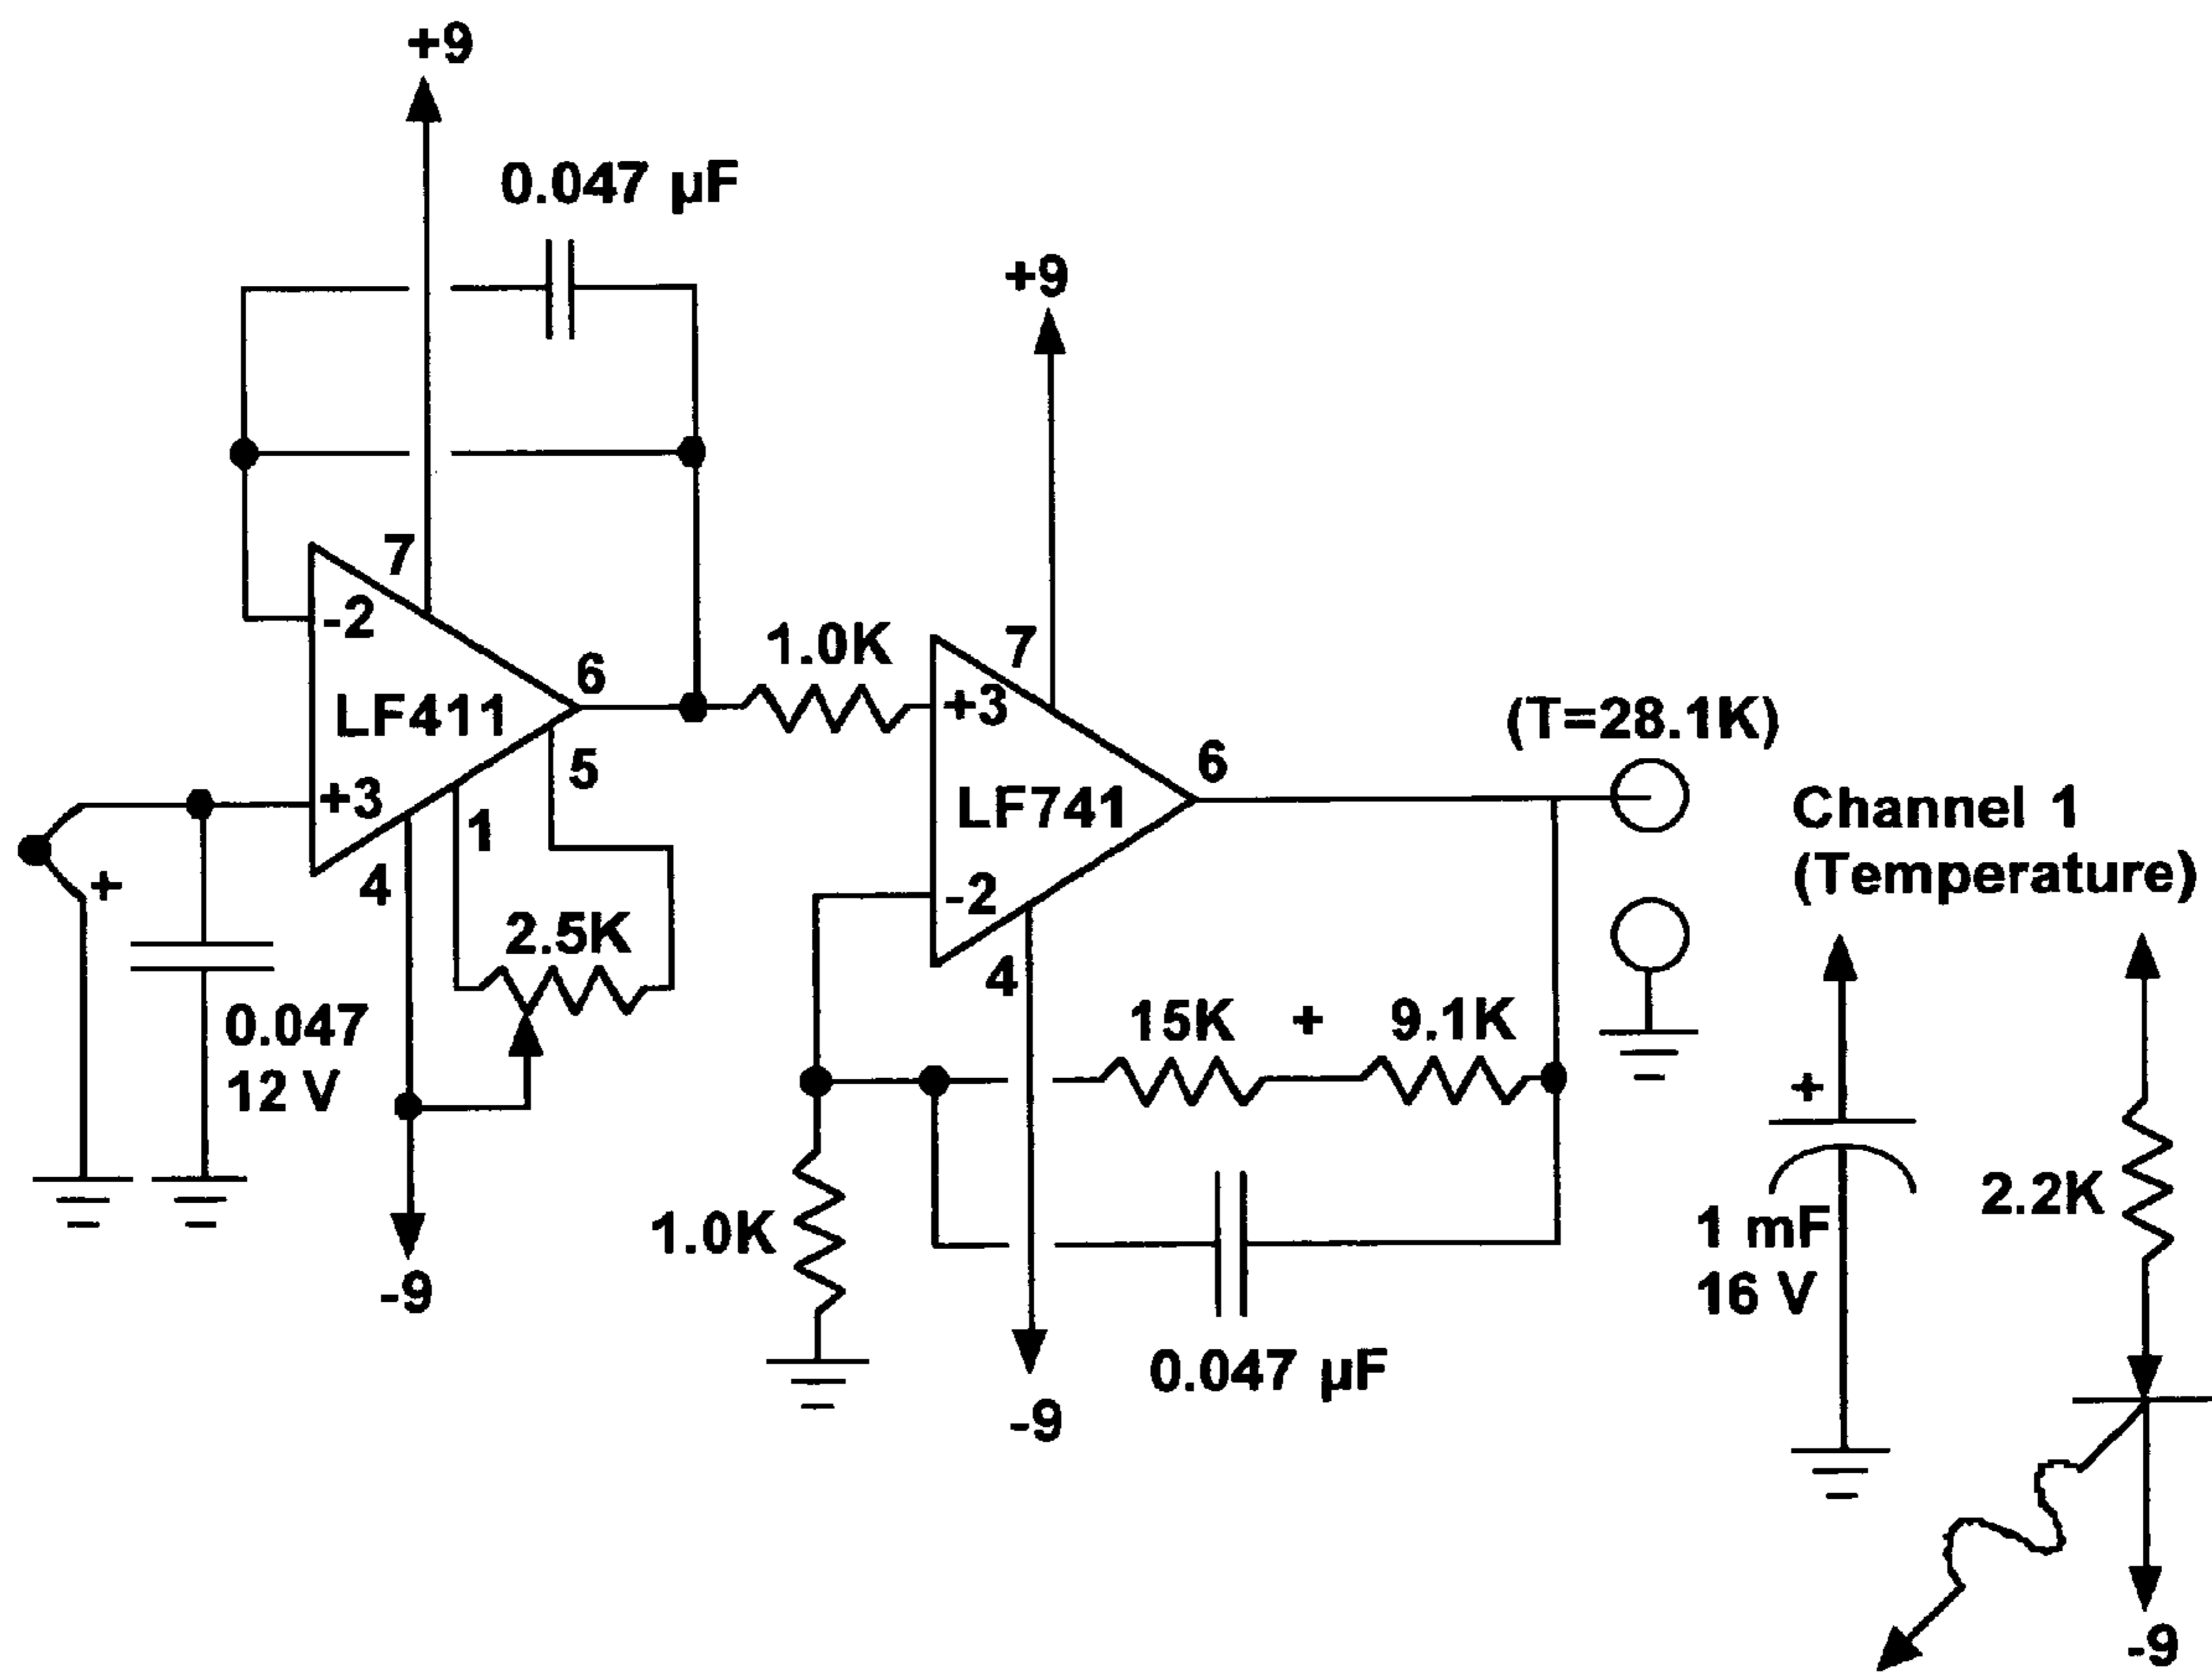 +9
0.047 µF
+9
7
-2
LF411
6
+3
5
1
4
+
2.5K
0.047
12 V
-9
1.0K
7
+3
LF741
6
-2
4
(T=28.1K)
Channel 1
(Temperature)
15K + 9.1K
1.0K
0.047 µF
-9
+
1 mF
16 V
2.2K
-9